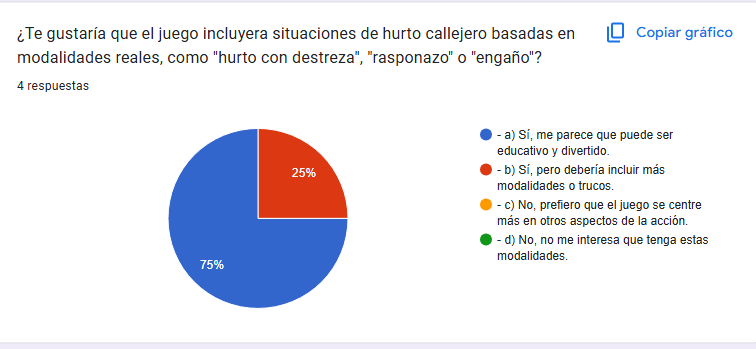 ¿Te gustaría que el juego incluyera situaciones de hurto callejero basadas en
modalidades reales, como "hurto con destreza", "rasponazo" o "engaño"?
Copiar gráfico
4 respuestas
25%
75%
- a) Sí, me parece que puede ser
educativo y divertido.
- b) Sí, pero debería incluir más
modalidades o trucos.
- c) No, prefiero que el juego se centre
más en otros aspectos de la acción.
- d) No, no me interesa que tenga estas
modalidades.